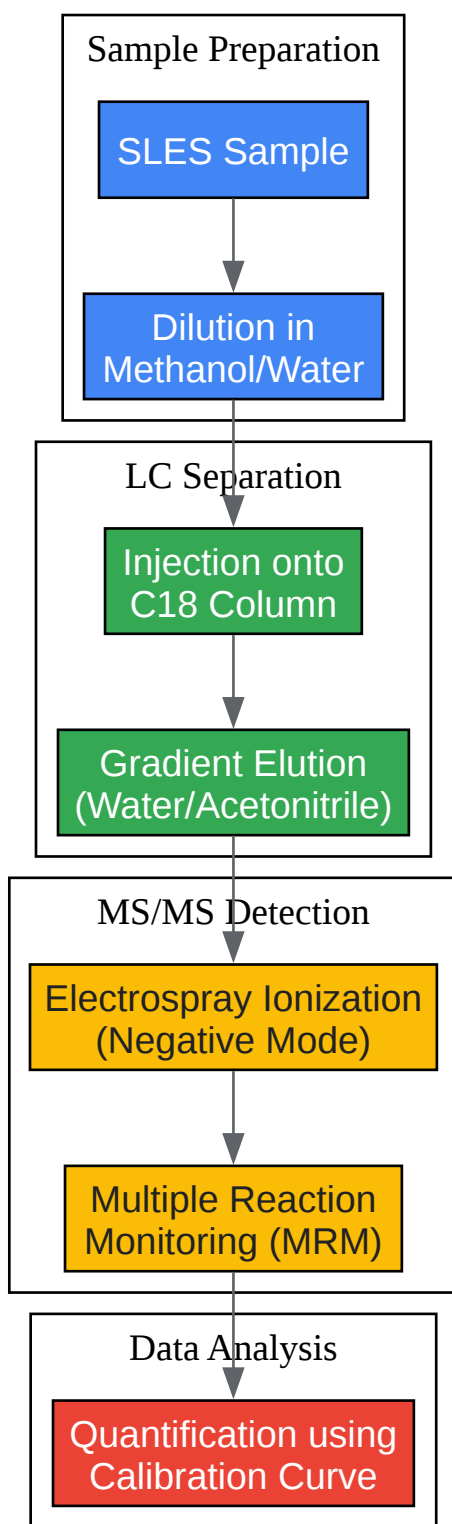 Sample Preparation
SLES Sample
Dilution in
Methanol/Water
LC Separation
Injection onto
C18 Column
Gradient Elution
(Water/Acetonitrile)
MS/MS Detection
Electrospray Ionization
(Negative Mode)
Multiple Reaction
Monitoring (MRM)
Data Analysis
Quantification using
Calibration Curve